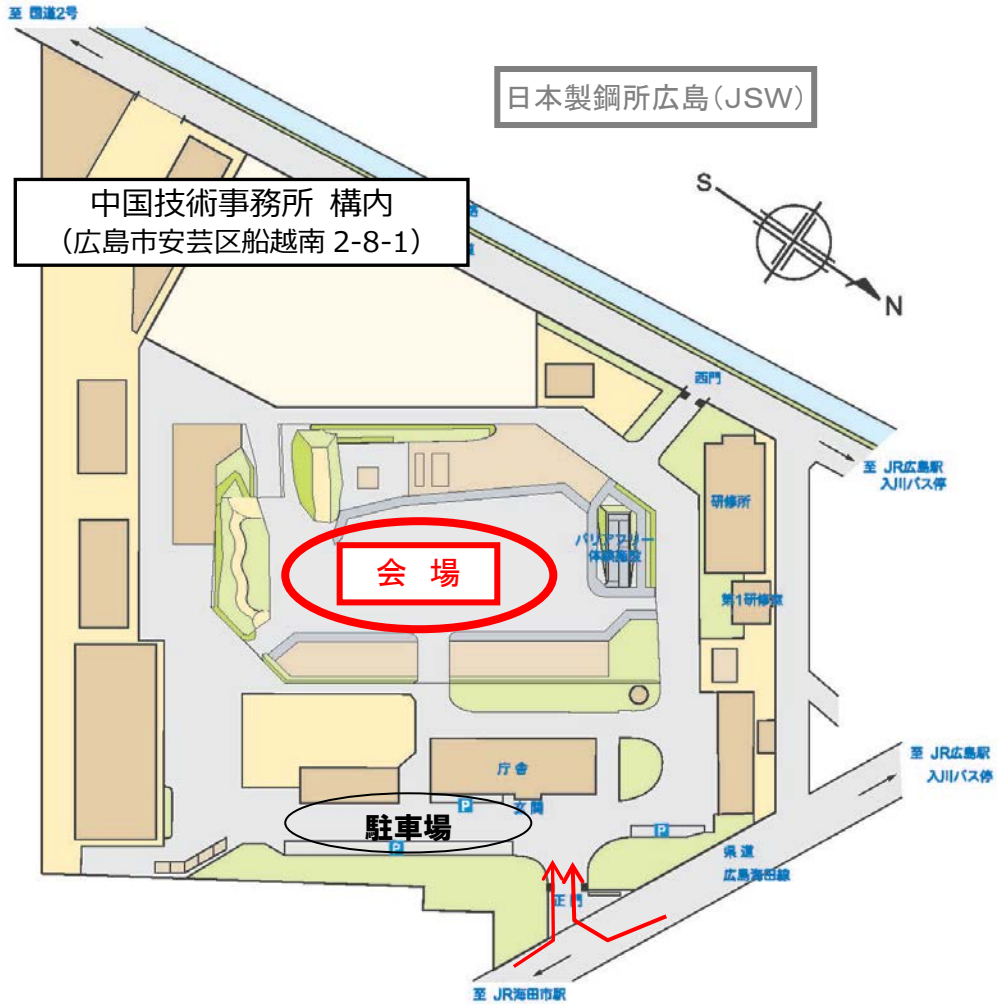 至 国道2号
日本製鋼所広島(JSW)
中国技術事務所 構内
(広島市安芸区船越南 2-8-1)
S
N
西門
至 JR広島駅
入川バス停
研修所
バリアフリー
体験施設
会 場
第1研修室
庁舎
至 JR広島駅
入川バス停
P
玄関
駐車場
P
P
県道
広島海田線
正門
至 JR海田市駅